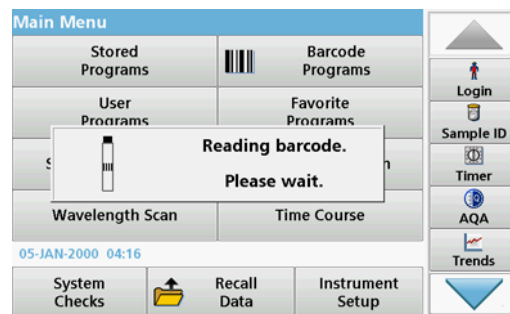 Main Menu
Stored
Programs
Barcode
Programs
User
Programs
Favorite
Programs
Reading barcode.
Please wait.
Wavelength Scan
Time Course
05-JAN-2000 04:16
System
Checks
Recall
Data
Instrument
Setup
Login
Sample ID
Timer
AQA
Trends